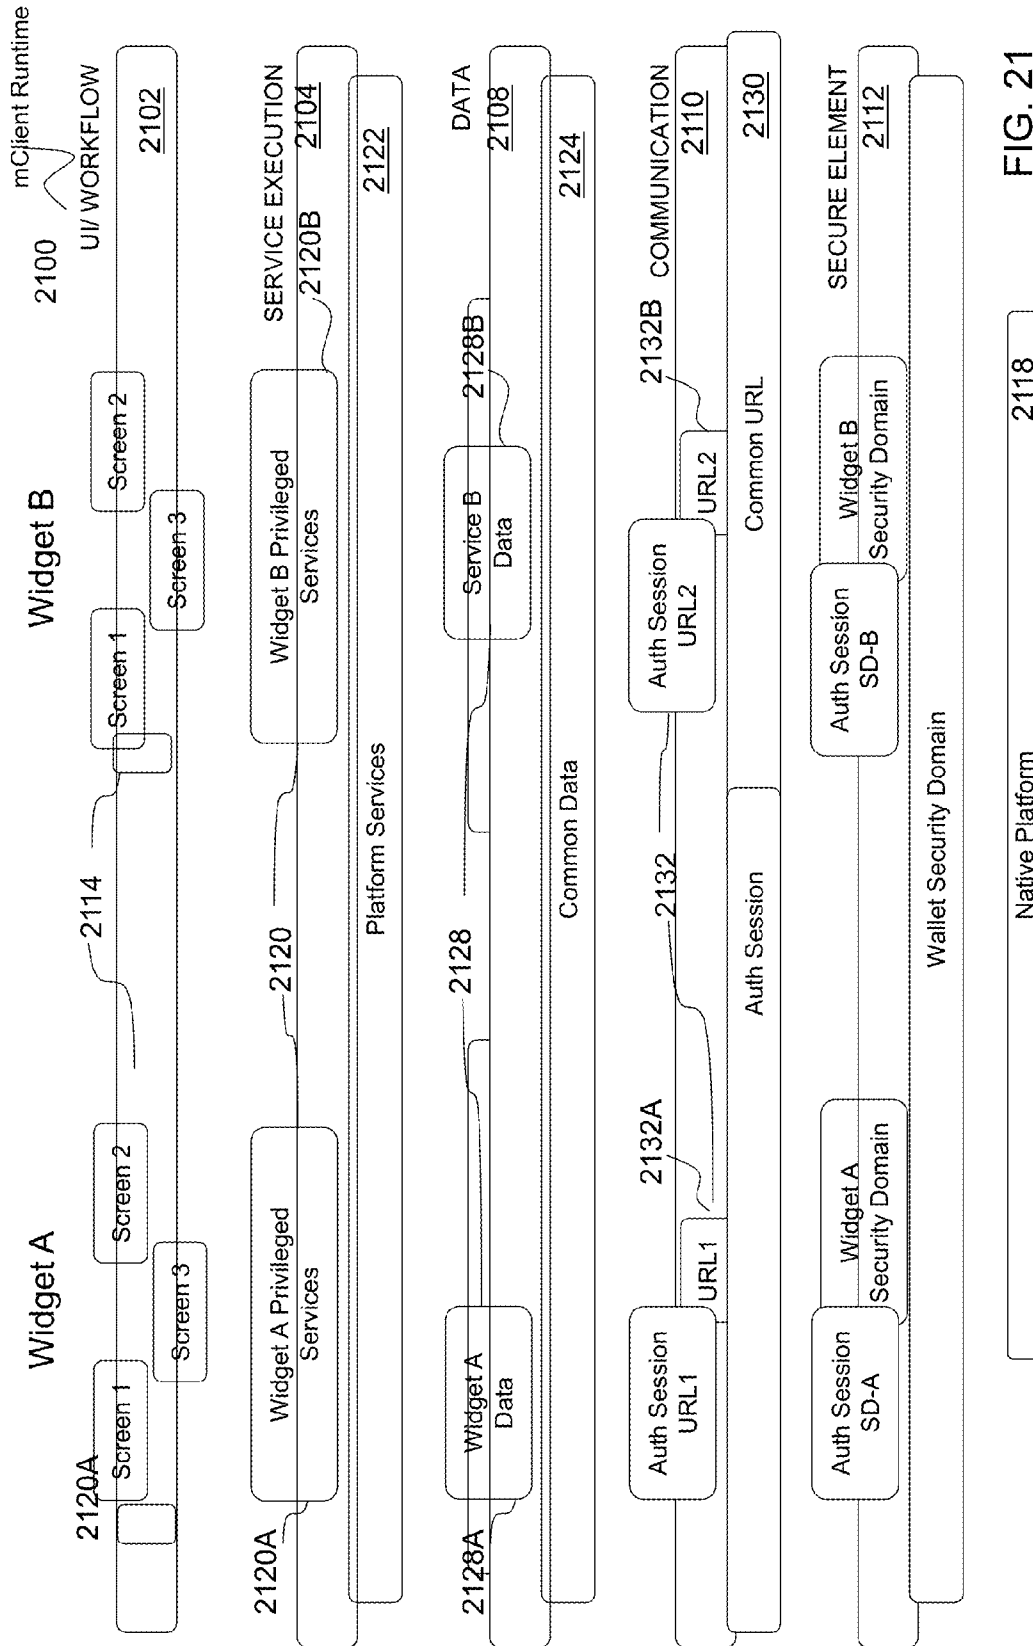 mClient Runtime
2100
Widget A
Widget B
UI/ WORKFLOW
2102
2120A
Screen 1
Screen 2
Screen 3
2114
Screen 1
Screen 2
Screen 3
SERVICE EXECUTION
2104
2120A
Widget A Privileged
Services
2120
Widget B Privileged
Services
2120B
Platform Services
2122
DATA
2108
2128A
Widget A
Data
2128
Service B
Data
2128B
Common Data
2124
COMMUNICATION
2110
Auth Session
URL1
URL1
2132A
2132
Auth Session
URL2
URL2
2132B
Auth Session
Common URL
2130
SECURE ELEMENT
2112
Auth Session
SD-A
Widget A
Security Domain
Auth Session
SD-B
Widget B
Security Domain
Wallet Security Domain
Native Platform
2118
FIG. 21